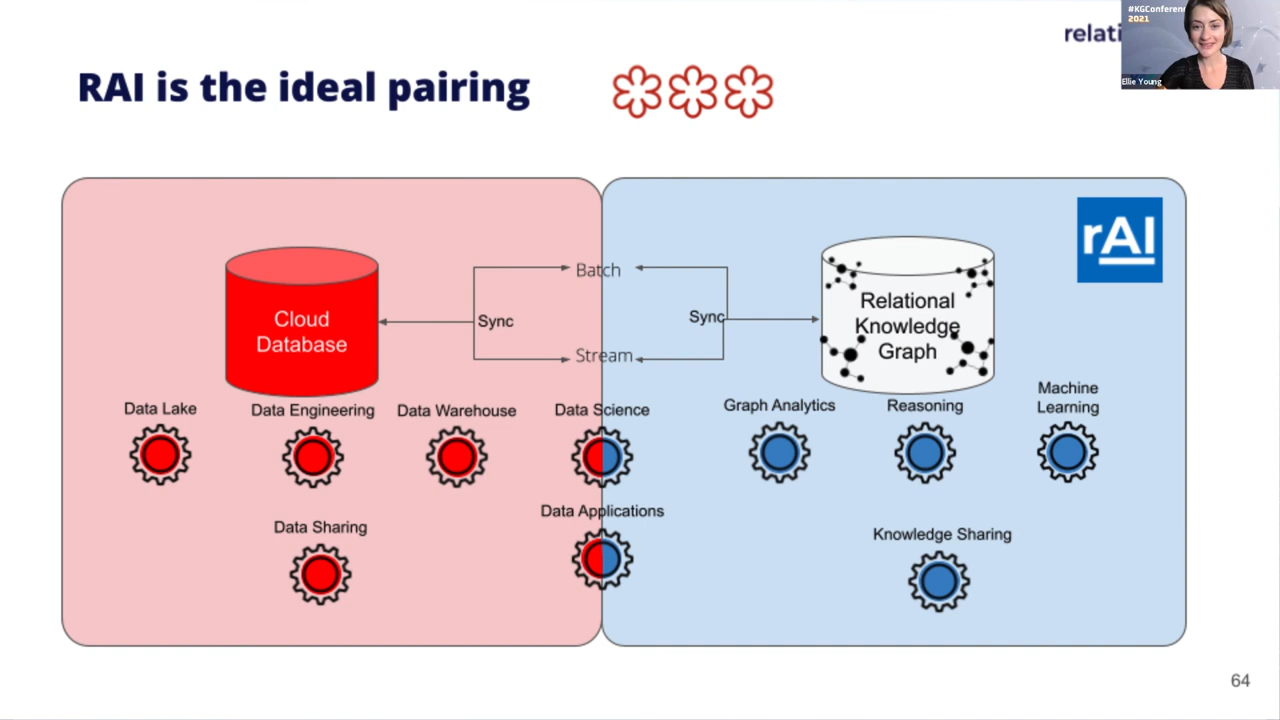 #KGConferenc
2021
relati
Ellie Young
RAI is the ideal pairing
rAI
Cloud
Database
Batch
Sync
Stream
Sync
Relational
Knowledge
Graph
Data Lake
Data Engineering
Data Warehouse
Data Science
Graph Analytics
Reasoning
Machine
Learning
Data Sharing
Data Applications
Knowledge Sharing
64